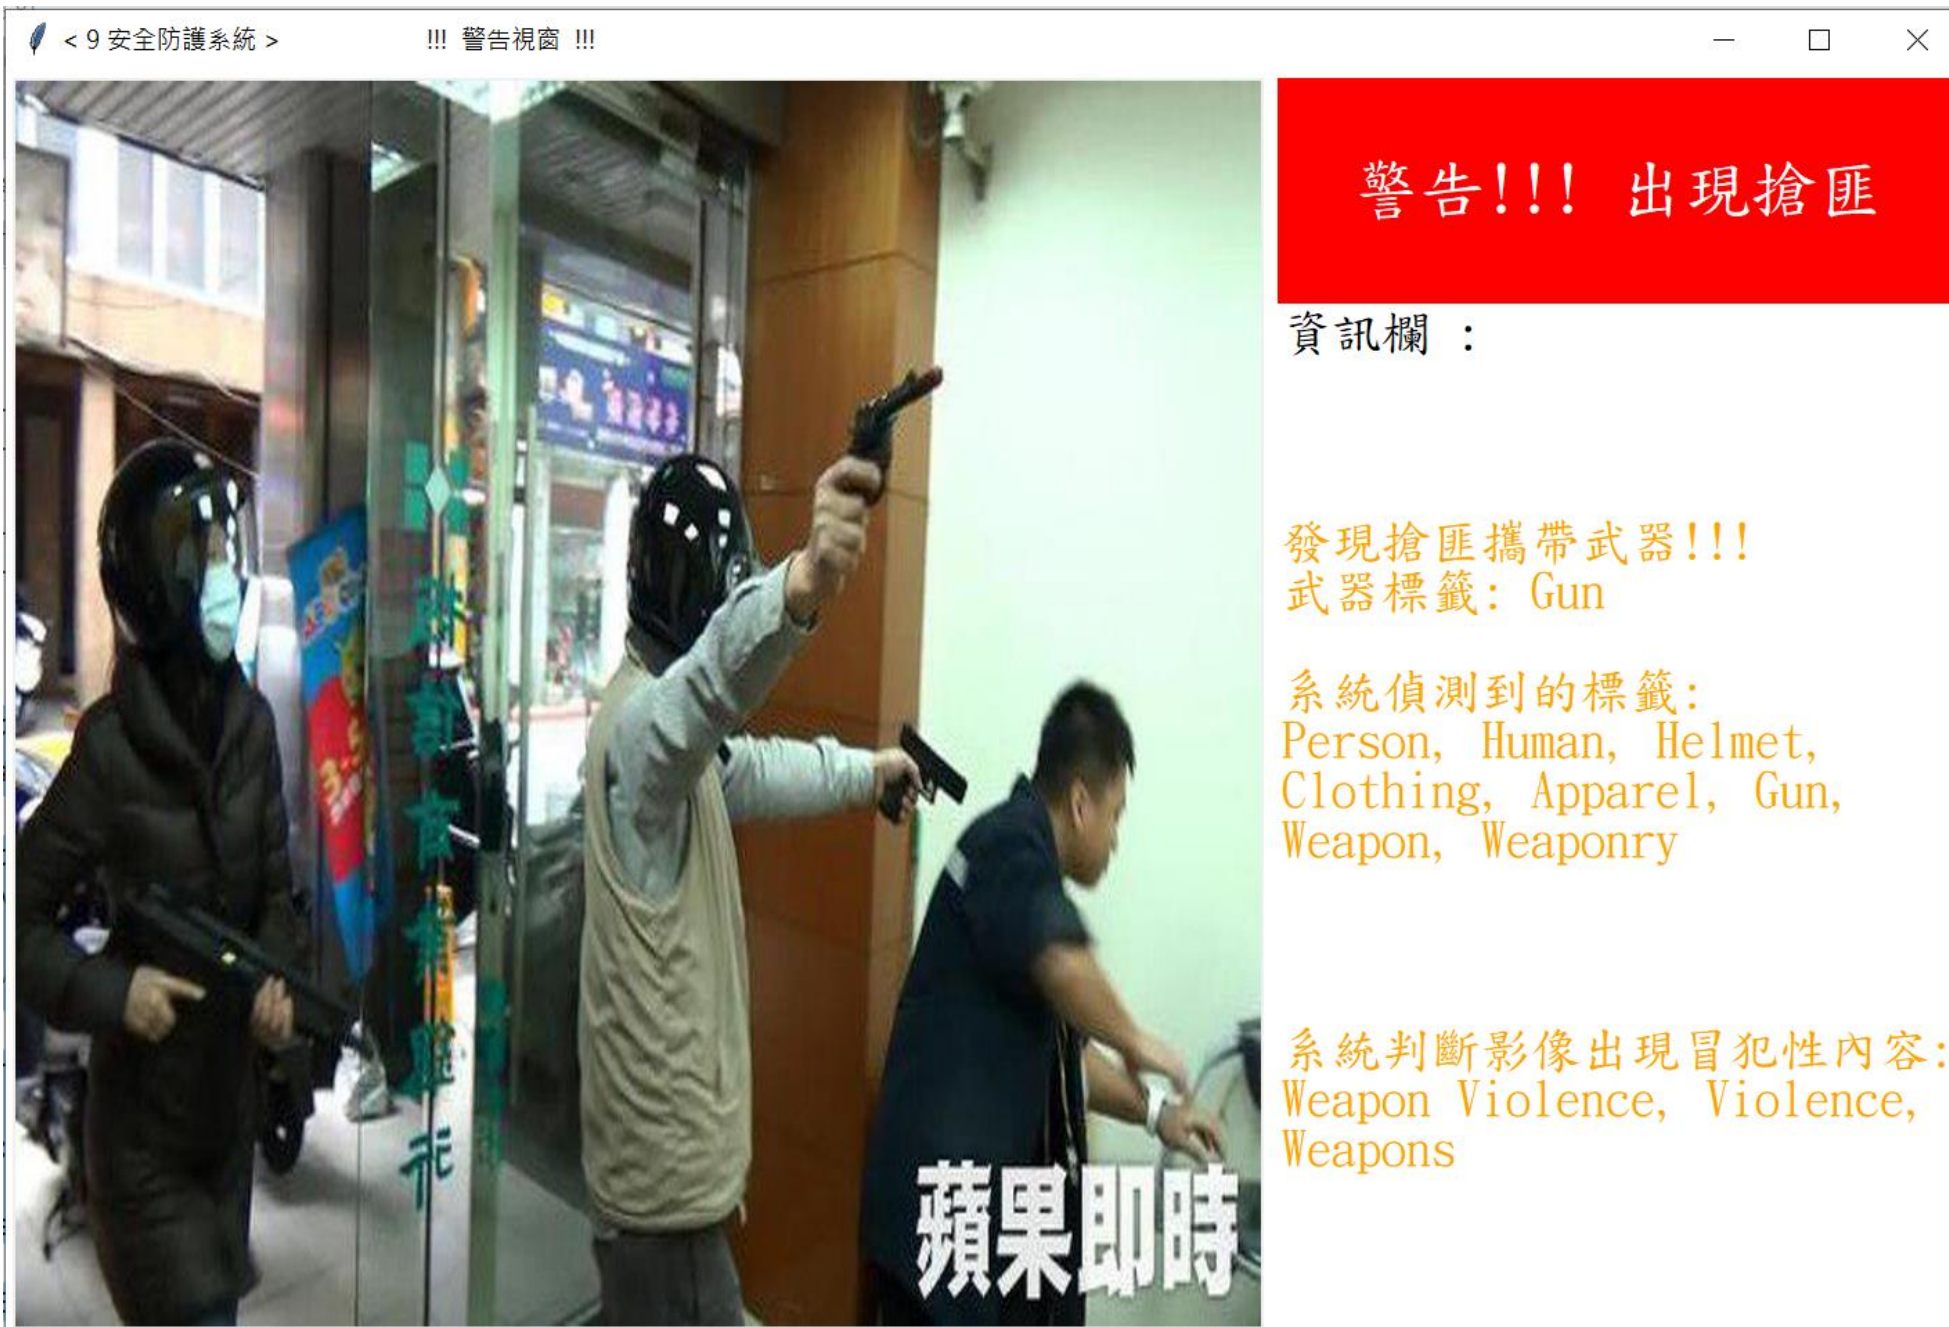 < 9 安全防護系統 > !!! 警告視窗 !!!
警告!!! 出現搶匪
資訊欄 :
發現搶匪攜帶武器!!!
武器標籤: Gun
系統偵測到的標籤:
Person, Human, Helmet,
Clothing, Apparel, Gun,
Weapon, Weaponry
系統判斷影像出現冒犯性內容:
Weapon Violence, Violence,
Weapons
蘋果即時